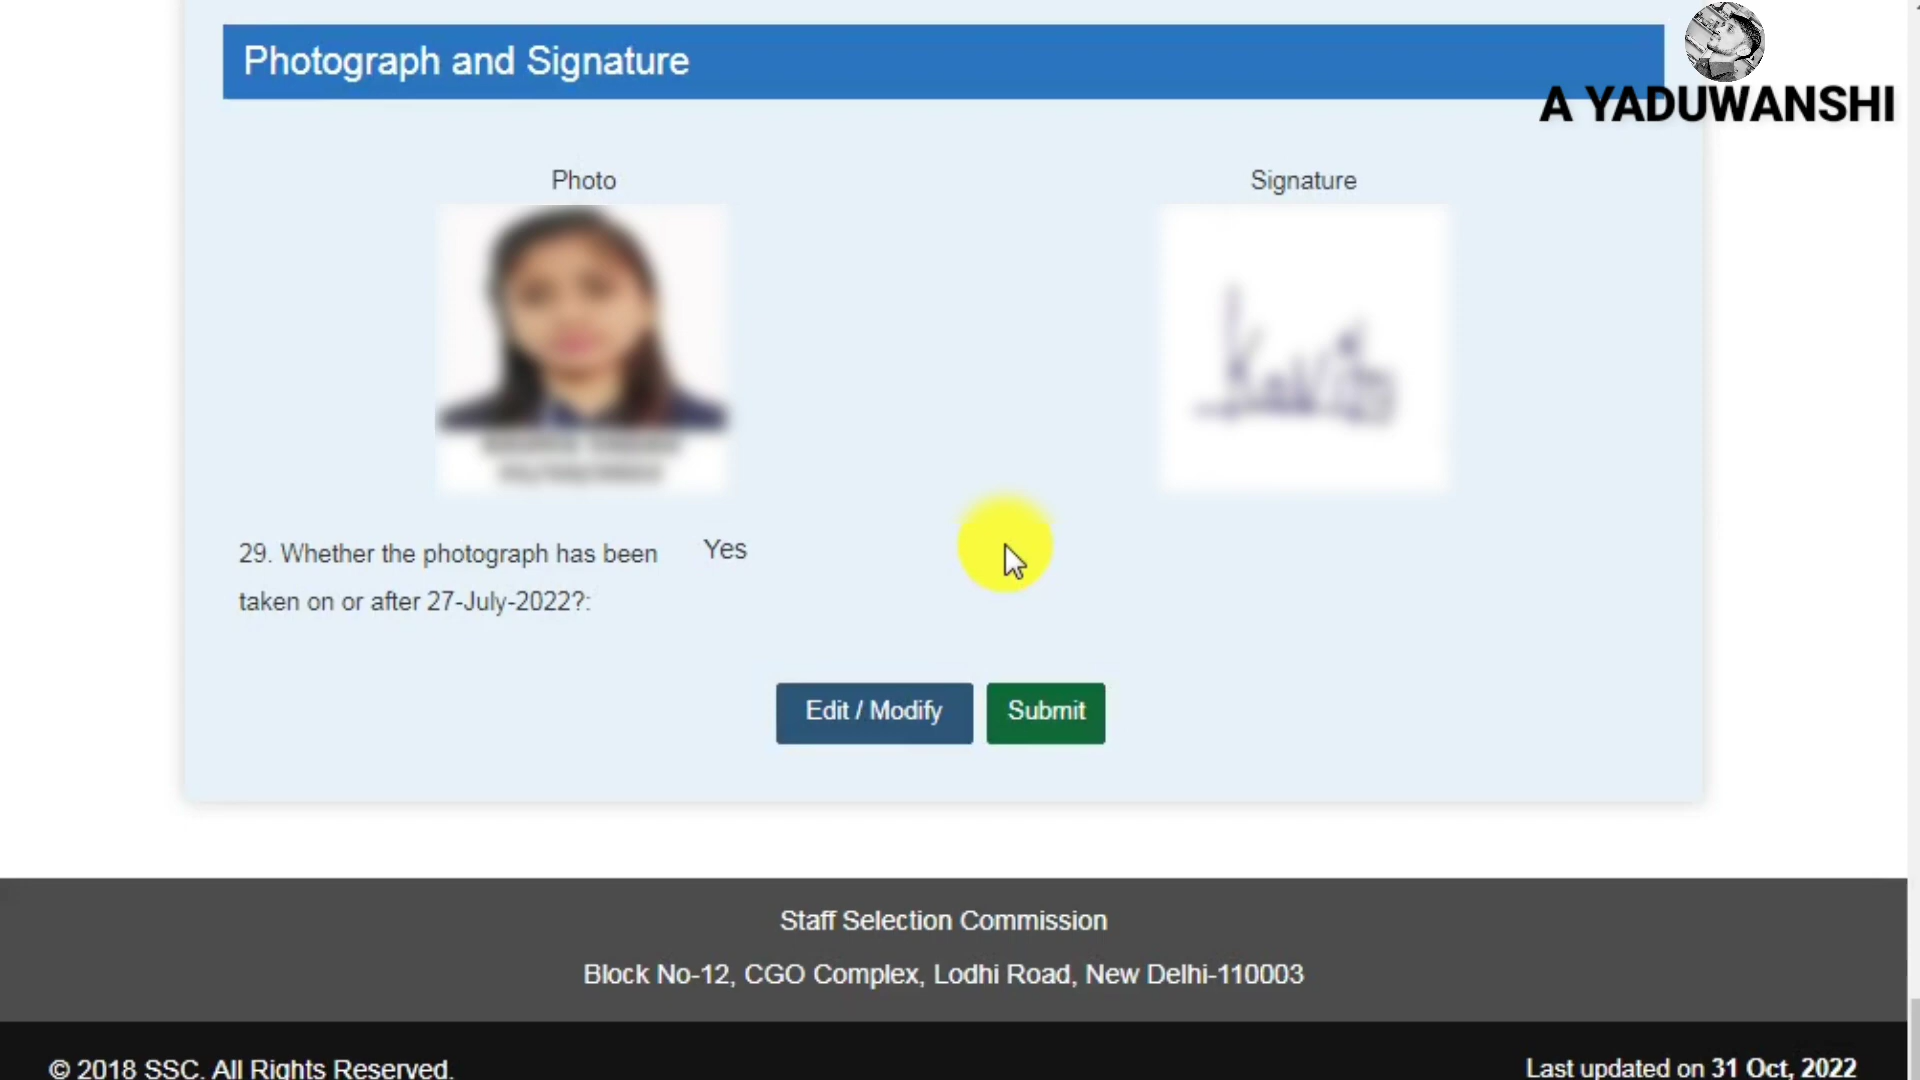 Photograph and Signature
A YADUWANSHI
Photo
Signature
29. Whether the photograph has been
taken on or after 27-July-2022?:
Yes
Edit / Modify
Submit
Staff Selection Commission
Block No-12, CGO Complex, Lodhi Road, New Delhi-110003
© 2018 SSC. All Rights Reserved.
Last updated on 31 Oct, 2022